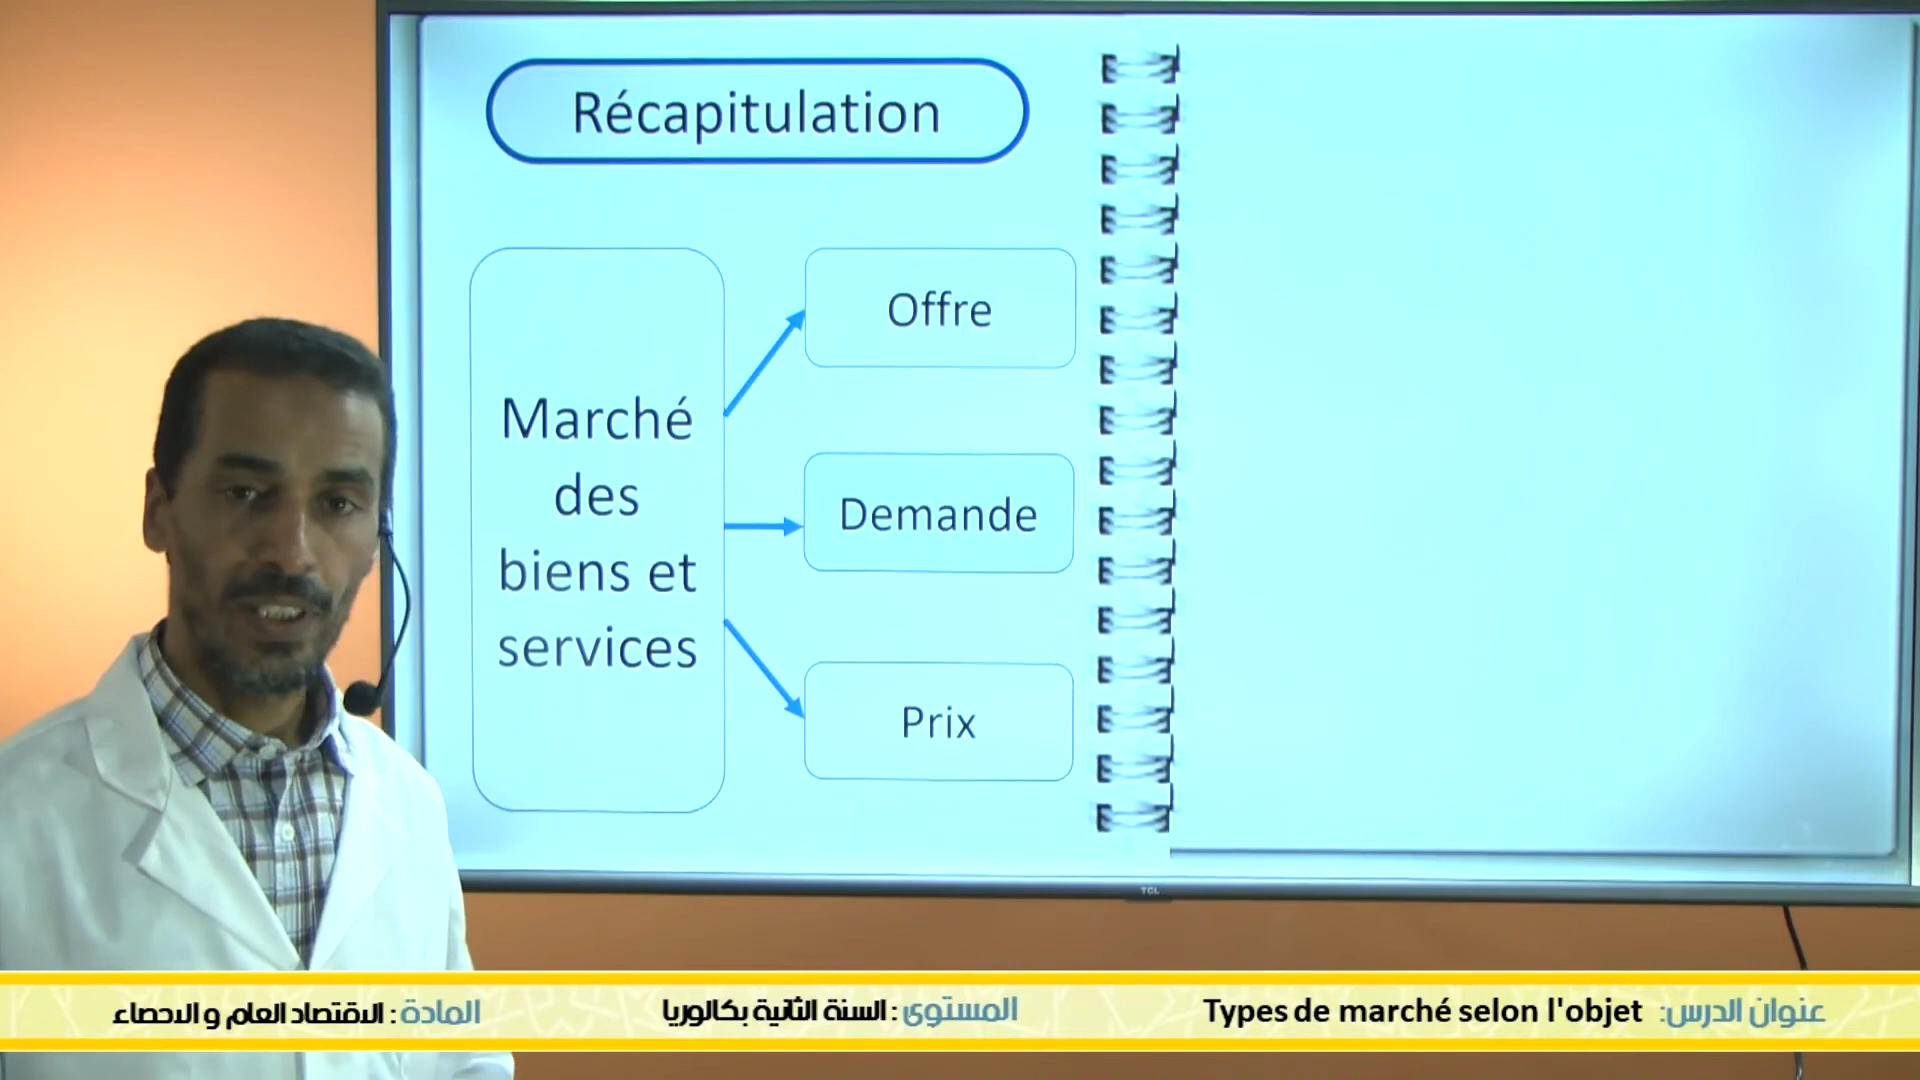 Récapitulation
Marché
des
biens et
services
Offre
Demande
Prix
TCL
عنوان الدرس: Types de marché selon l'objet
المستوى : السنة الثانية بكالوريا
المادة : الاقتصاد العام و الاحصاء